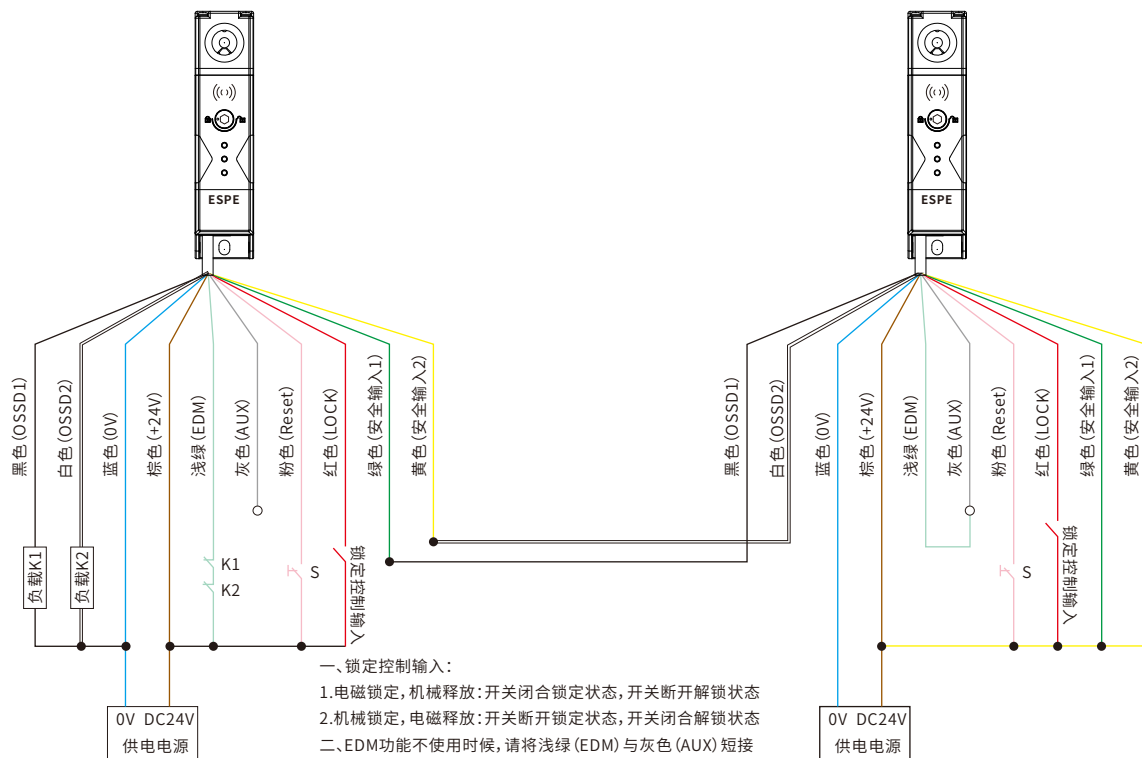 ESPE
ESPE
黑色(OSSD1)
白色(OSSD2)
蓝色(0V)
棕色(+24V)
浅绿(EDM)
灰色(AUX)
粉色(Reset)
红色(LOCK)
绿色(安全输入1)
黄色(安全输入2)
黑色(OSSD1)
白色(OSSD2)
蓝色(0V)
棕色(+24V)
浅绿(EDM)
灰色(AUX)
粉色(Reset)
红色(LOCK)
绿色(安全输入1)
黄色(安全输入2)
负载K1
负载K2
K1
K2
S
锁定控制输入
S
锁定控制输入
一、锁定控制输入:
1.电磁锁定,机械释放:开关闭合锁定状态,开关断开解锁状态
2.机械锁定,电磁释放:开关断开锁定状态,开关闭合解锁状态
二、EDM功能不使用时候,请将浅绿(EDM)与灰色(AUX)短接
0V DC24V
供电电源
0V DC24V
供电电源